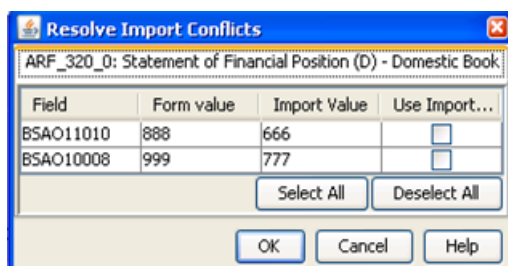 Resolve Import Conflicts
ARF_320_0: Statement of Financial Position (D) - Domestic Book
Field Form value Import Value Use Import...
BSAO11010 888 666
BSAO10008 999 777
Select All Deselect All
OK Cancel Help